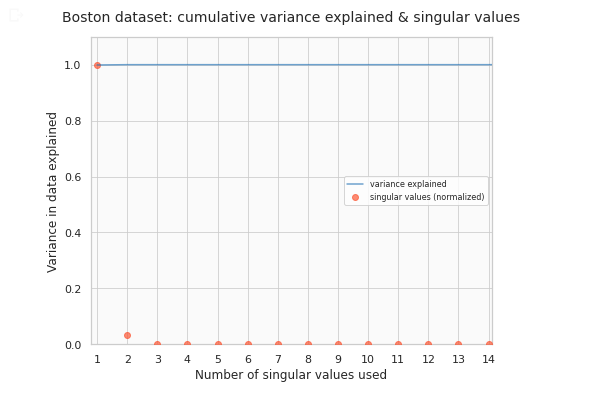 Boston dataset: cumulative variance explained & singular values
Variance in data explained
1.0
0.8
0.6
0.4
0.2
0.0
variance explained
singular values (normalized)
1 2 3 4 5 6 7 8 9 10 11 12 13 14
Number of singular values used